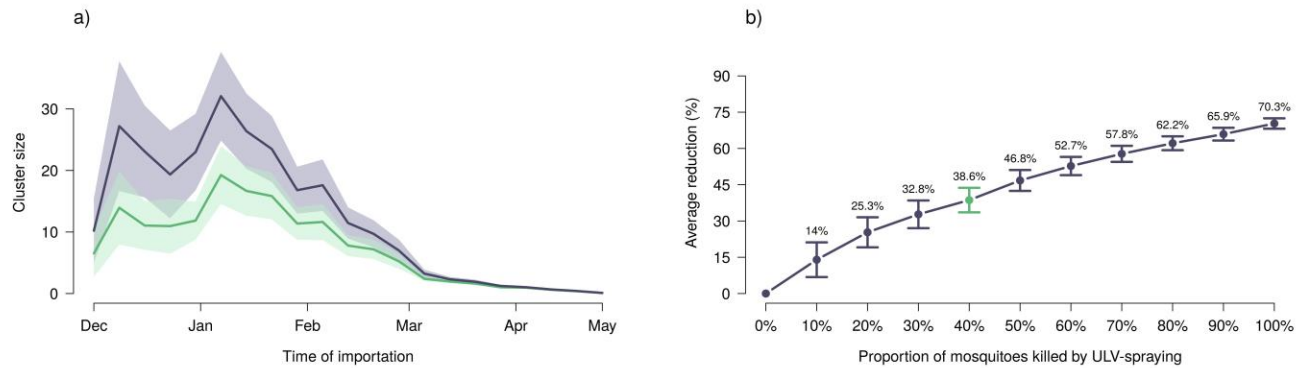 a)
30
20
10
0
Cluster size
Dec Jan Feb Mar Apr May
Time of importation
b)
90
75
60
45
30
15
0
Average reduction (%)
14% 25.3% 32.8% 38.6% 46.8% 52.7% 57.8% 62.2% 65.9% 70.3%
0% 10% 20% 30% 40% 50% 60% 70% 80% 90% 100%
Proportion of mosquitoes killed by ULV-spraying